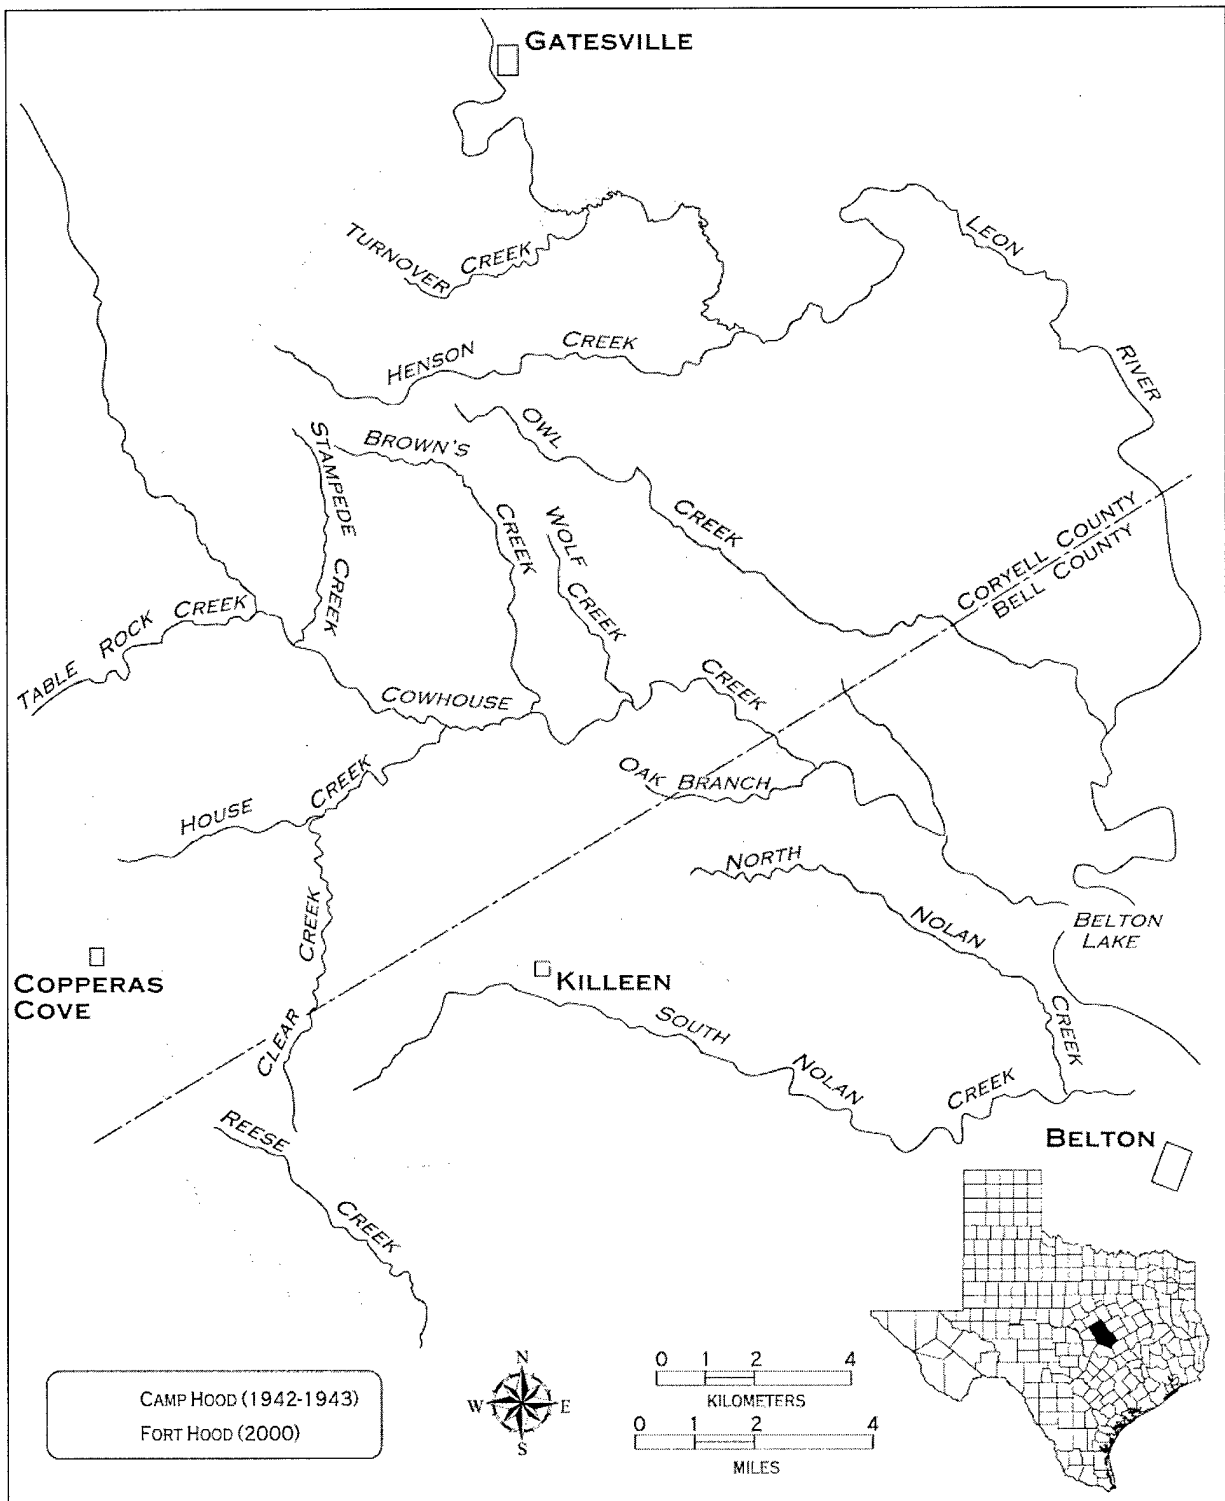 GATESVILLE
TURNOVER CREEK
LEON RIVER
HENSON CREEK
OWL CREEK
STAMPEDE CREEK
BROWN'S CREEK
WOLF CREEK
CORYELL COUNTY
BELL COUNTY
TABLE ROCK CREEK
COWHOUSE CREEK
OAK BRANCH
HOUSE CREEK
NORTH NOLAN CREEK
BELTON
LAKE
CLEAR CREEK
COPPERAS
COVE
KILLEEN
SOUTH NOLAN CREEK
REESE CREEK
BELTON
CAMP HOOD (1942-1943)
FORT HOOD (2000)
N
W E
S
0 1 2 4
KILOMETERS
0 1 2 4
MILES